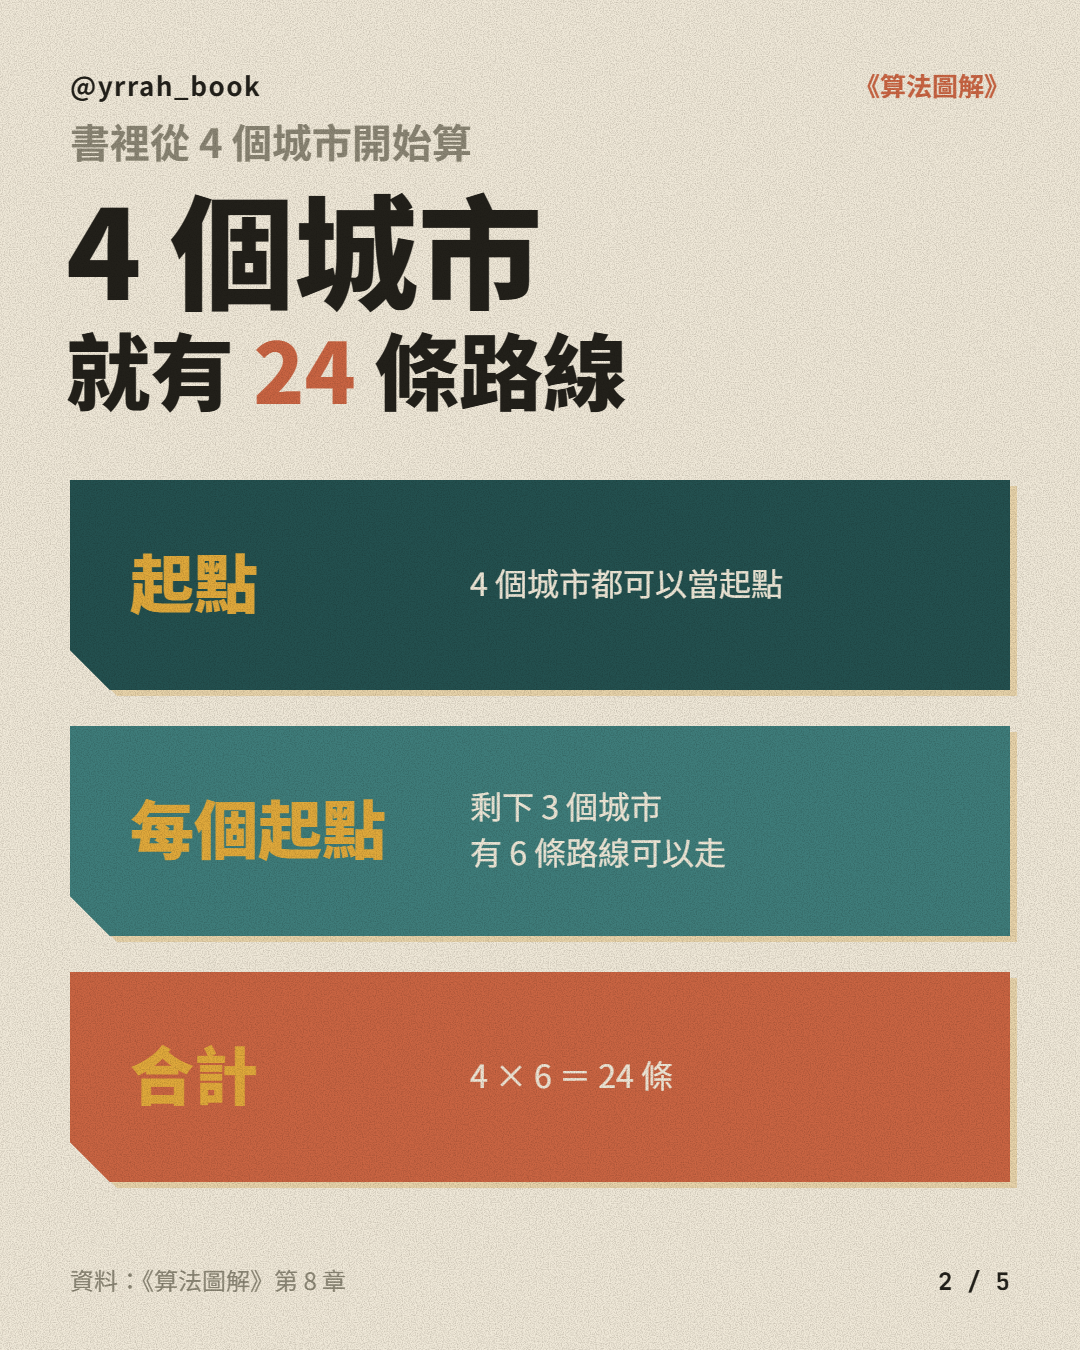 @yrrah_book
《算法圖解》
書裡從 4 個城市開始算
4 個城市
就有 24 條路線
起點
4 個城市都可以當起點
每個起點
剩下 3 個城市
有 6 條路線可以走
合計
4 × 6 = 24 條
資料：《算法圖解》第 8 章
2 / 5